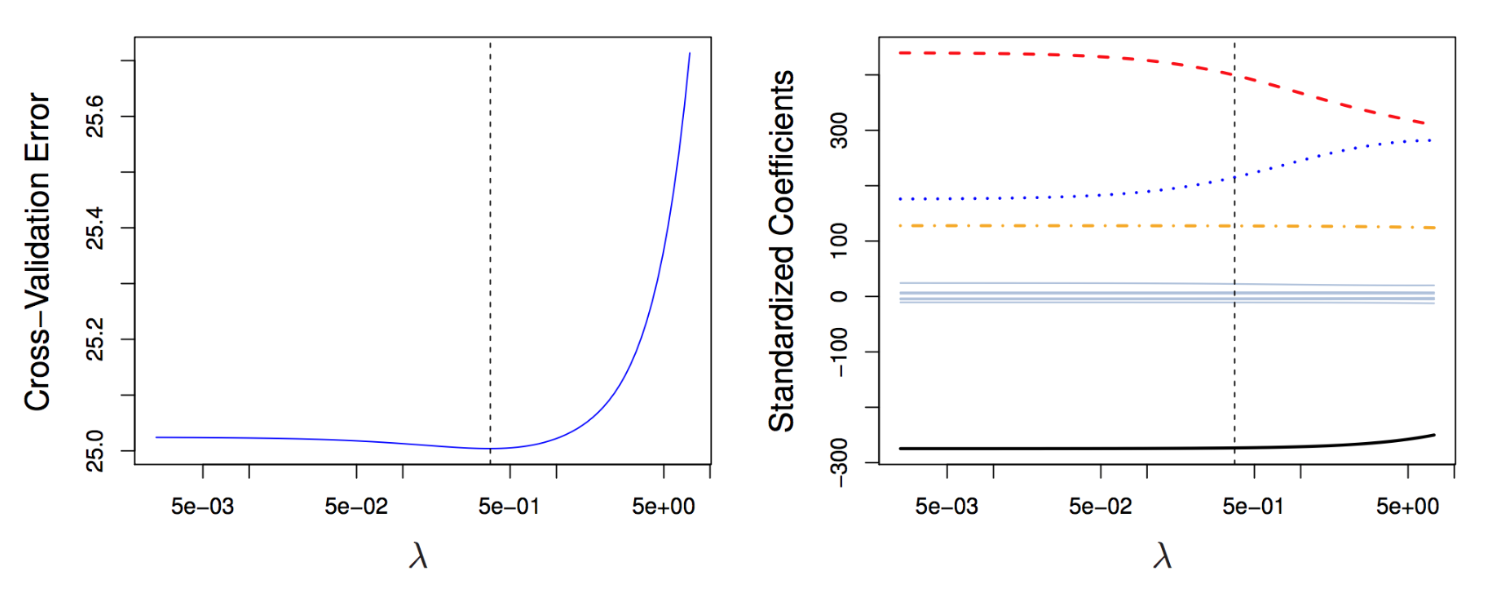 Cross−Validation Error
25.0 25.2 25.4 25.6
5e−03 5e−02 5e−01 5e+00
λ
Standardized Coefficients
−300 −100 0 100 300
5e−03 5e−02 5e−01 5e+00
λ